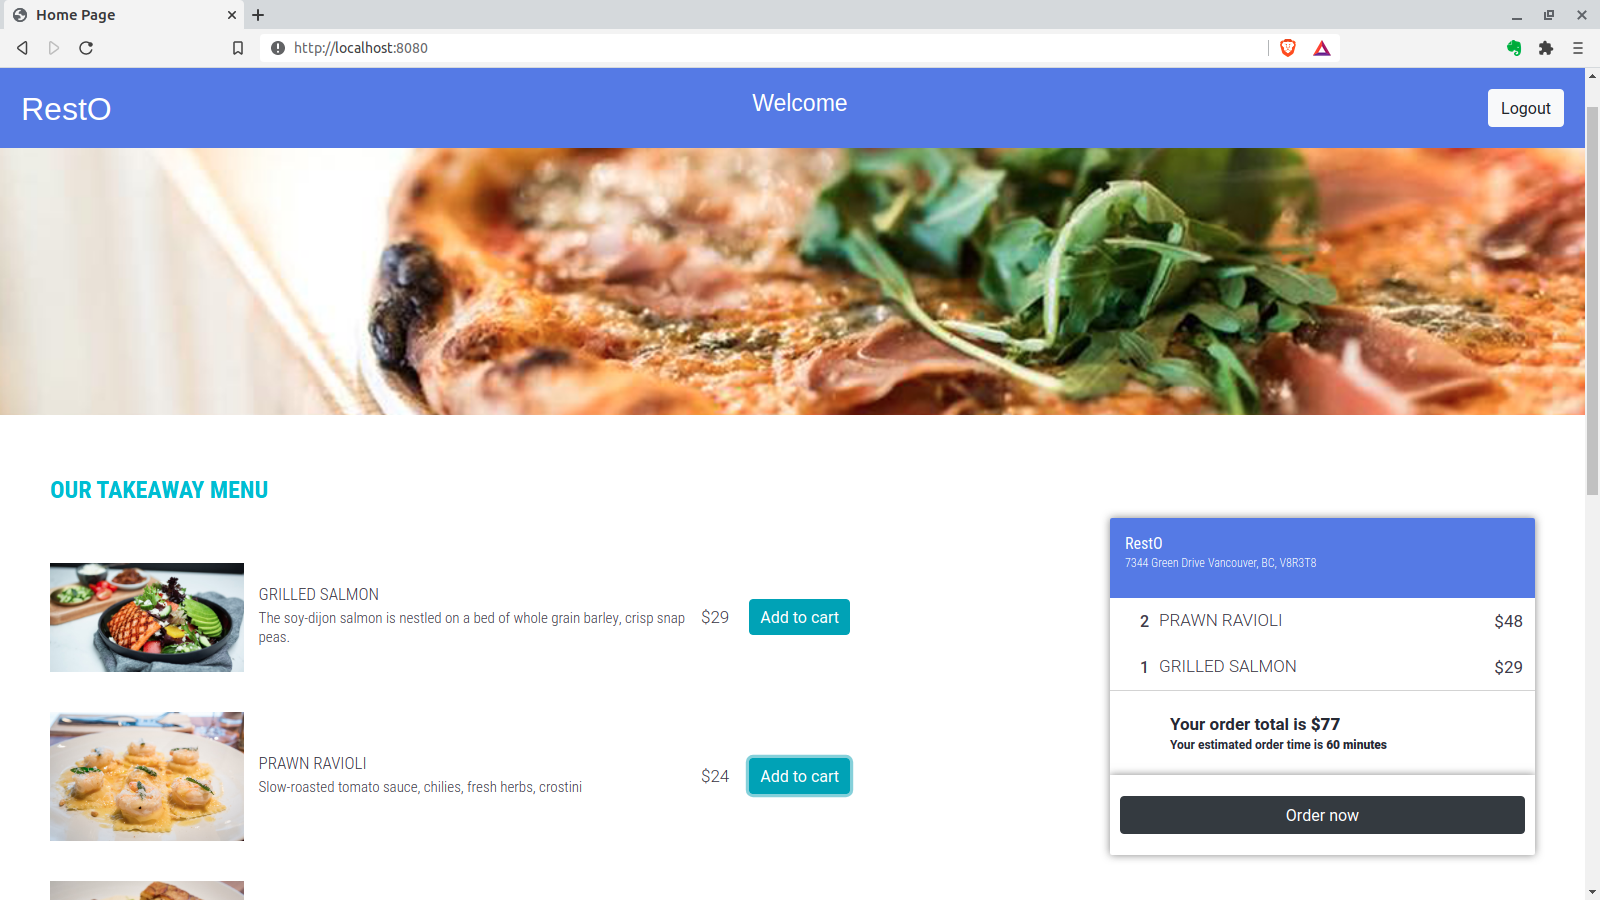 Home Page
http://localhost:8080
RestO
Welcome
Logout
OUR TAKEAWAY MENU
GRILLED SALMON
The soy-dijon salmon is nestled on a bed of whole grain barley, crisp snap
peas.
$29
Add to cart
PRAWN RAVIOLI
Slow-roasted tomato sauce, chilies, fresh herbs, crostini
$24
Add to cart
RestO
7344 Green Drive Vancouver, BC, V8R3T8
2 PRAWN RAVIOLI $48
1 GRILLED SALMON $29
Your order total is $77
Your estimated order time is 60 minutes
Order now